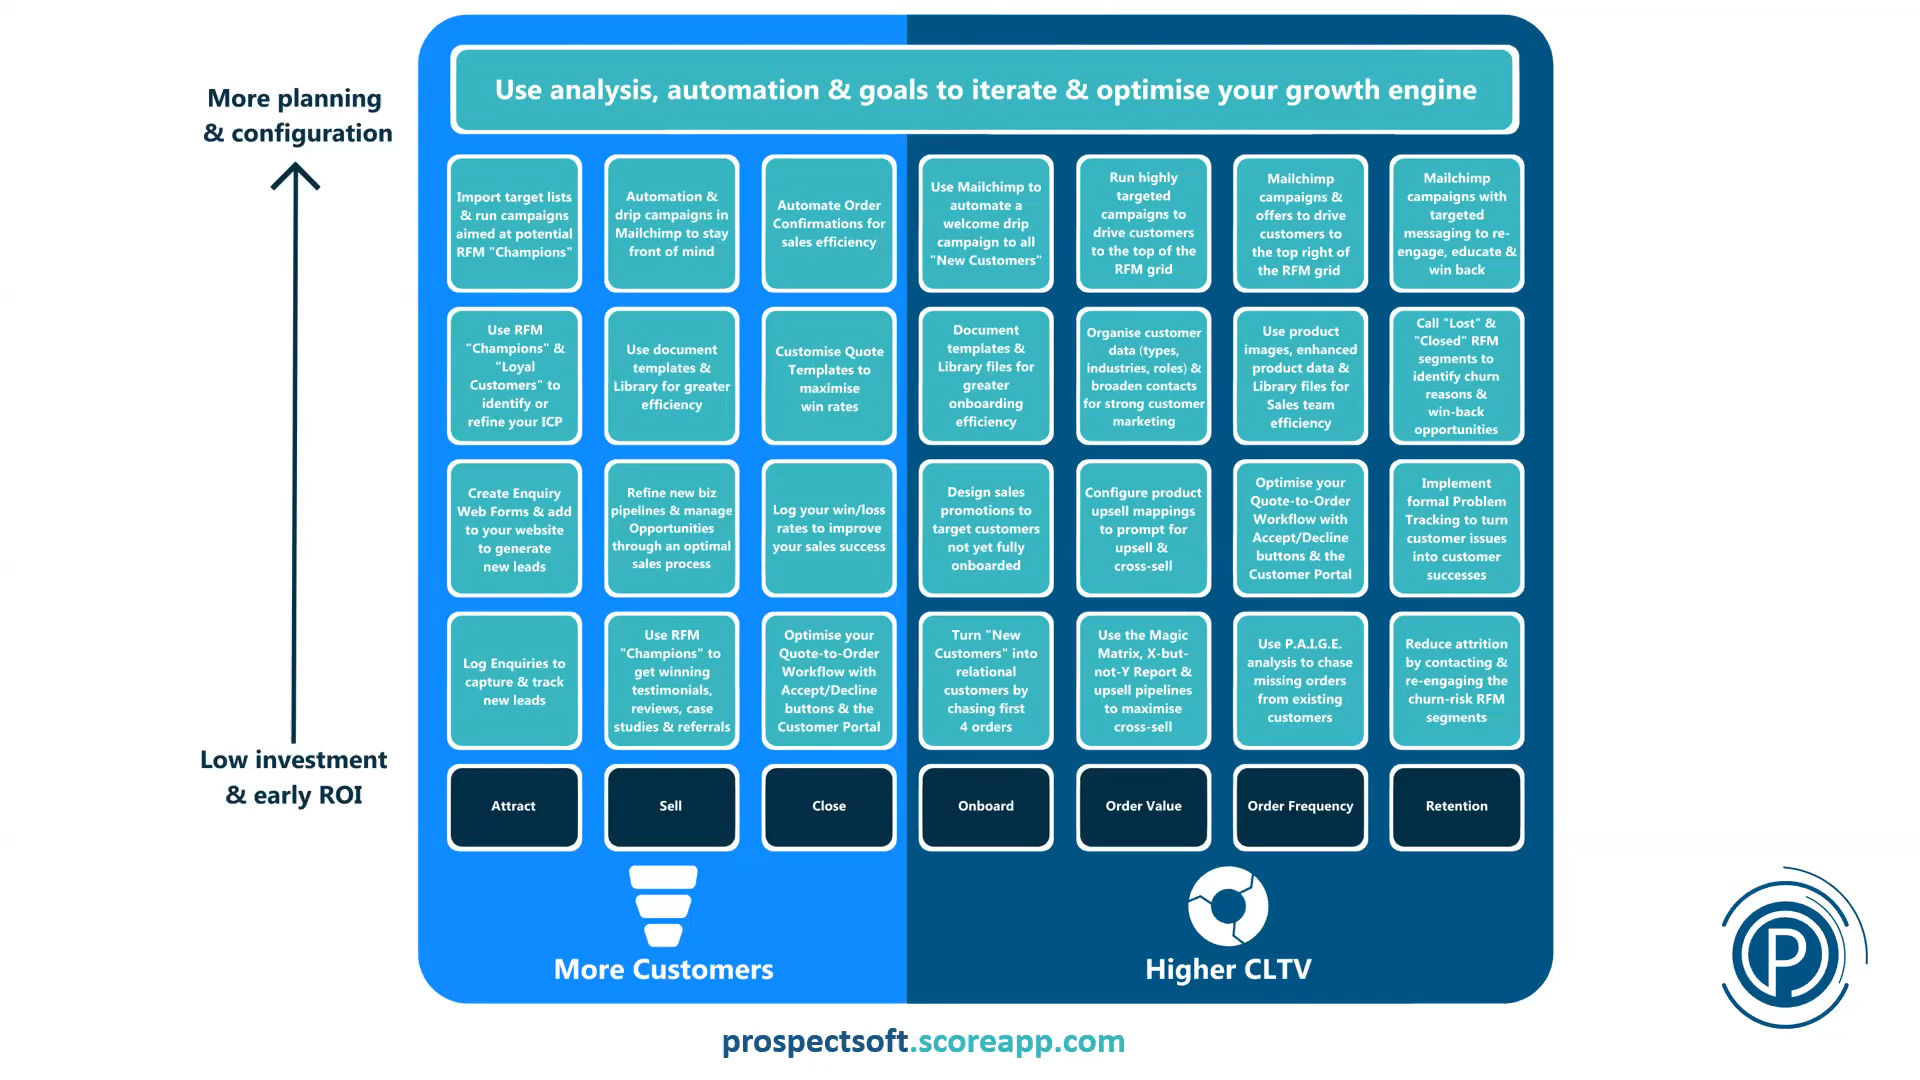 More planning
& configuration
Low investment
& early ROI
Use analysis, automation & goals to iterate & optimise your growth engine
Import target lists
& run campaigns
aimed at potential
RFM "Champions"
Automation &
drip campaigns in
Mailchimp to stay
front of mind
Automate Order
Confirmations for
sales efficiency
Use Mailchimp to
automate a
welcome drip
campaign to all
"New Customers"
Run highly
targeted
campaigns to
drive customers
to the top of the
RFM grid
Mailchimp
campaigns &
offers to drive
customers to
the top right of
the RFM grid
Mailchimp
campaigns with
targeted
messaging to re-
engage, educate &
win back
Use RFM
"Champions" &
"Loyal
Customers" to
identify or
refine your ICP
Use document
templates &
Library for greater
efficiency
Customise Quote
Templates to
maximise
win rates
Document
templates &
Library files for
greater
onboarding
efficiency
Organise customer
data (types,
industries, roles) &
broaden contacts
for strong customer
marketing
Use product
images, enhanced
product data &
Library files for
Sales team
efficiency
Call "Lost" &
"Closed" RFM
segments to
identify churn
reasons &
win-back
opportunities
Create Enquiry
Web Forms & add
to your website
to generate
new leads
Refine new biz
pipelines & manage
Opportunities
through an optimal
sales process
Log your win/loss
rates to improve
your sales success
Design sales
promotions to
target customers
not yet fully
onboarded
Configure product
upsell mappings
to prompt for
upsell &
cross-sell
Optimise your
Quote-to-Order
Workflow with
Accept/Decline
buttons & the
Customer Portal
Implement
formal Problem
Tracking to turn
customer issues
into customer
successes
Log Enquiries to
capture & track
new leads
Use RFM
"Champions" to
get winning
testimonials,
reviews, case
studies & referrals
Optimise your
Quote-to-Order
Workflow with
Accept/Decline
buttons & the
Customer Portal
Turn "New
Customers" into
relational
customers by
chasing first
4 orders
Use the Magic
Matrix, X-but-
not-Y Report &
upsell pipelines
to maximise
cross-sell
Use P.A.I.G.E.
analysis to chase
missing orders
from existing
customers
Reduce attrition
by contacting &
re-engaging the
churn-risk RFM
segments
Attract
Sell
Close
Onboard
Order Value
Order Frequency
Retention
More Customers
Higher CLTV
P
prospectsoft.scoreapp.com